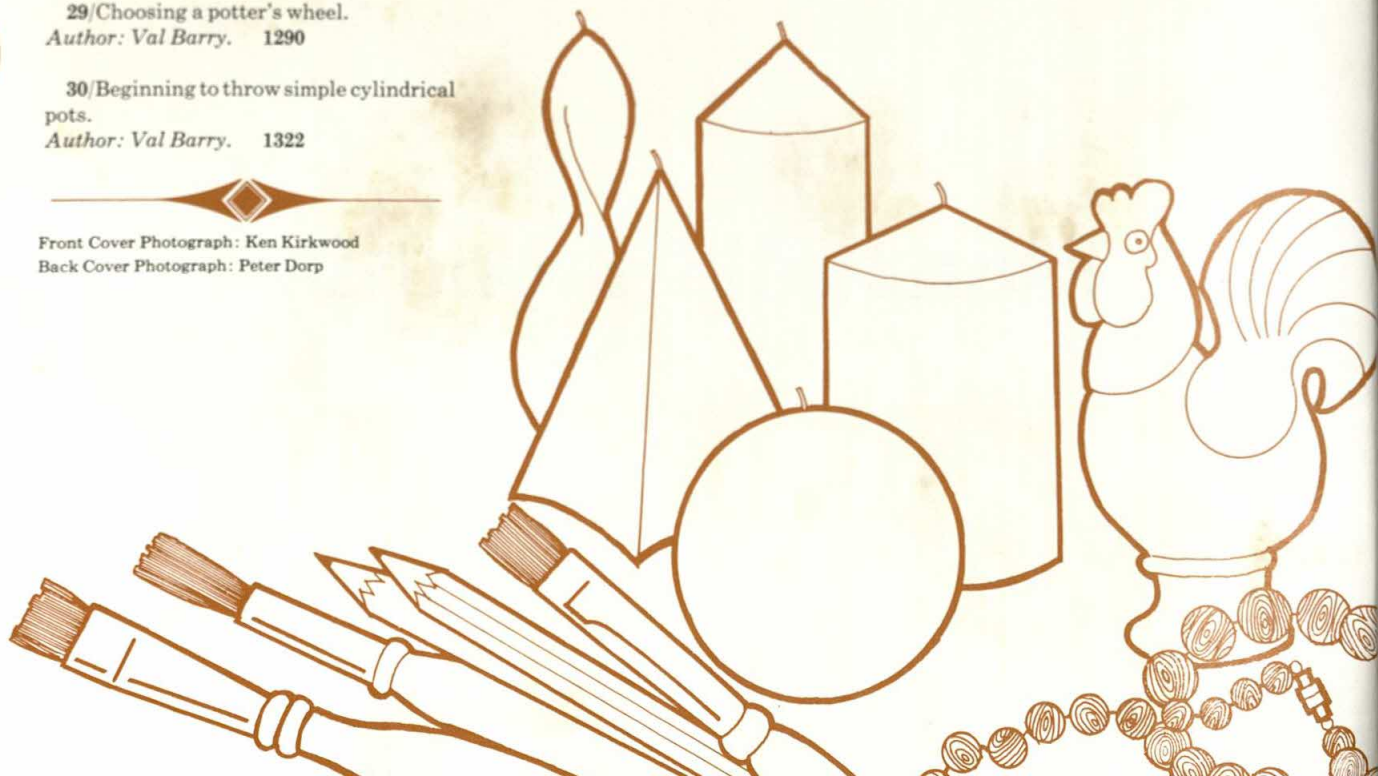 29/Choosing a potter's wheel.
Author: Val Barry. 1290
30/Beginning to throw simple cylindrical
pots.
Author: Val Barry. 1322
Front Cover Photograph: Ken Kirkwood
Back Cover Photograph: Peter Dorp